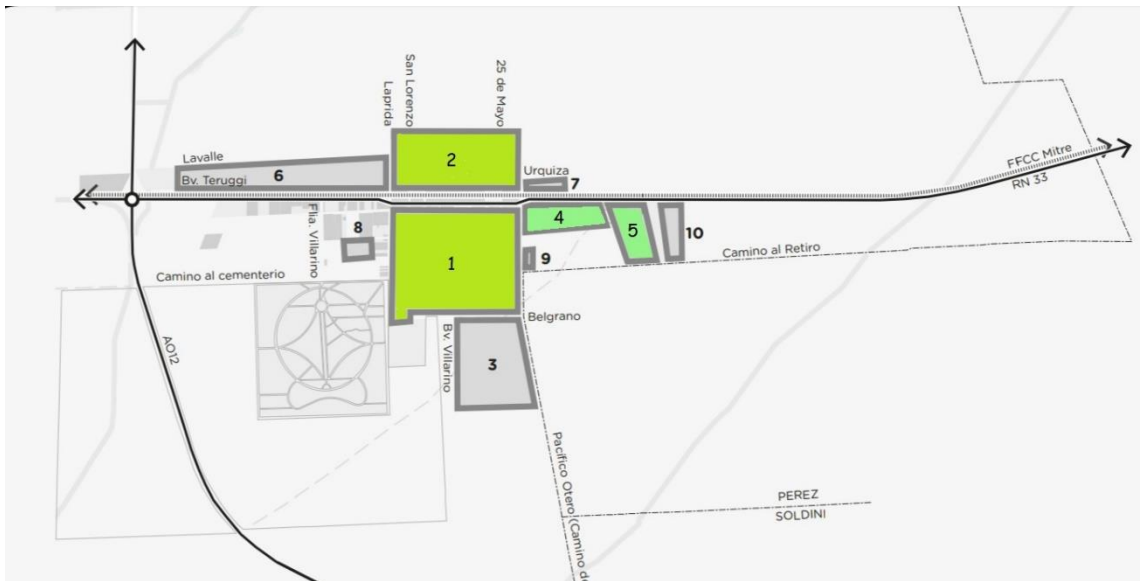 San Lorenzo
25 de Mayo
Laprida
Lavalle
2
Urquiza
FFCC Mitre
Bv. Teruggi
6
7
RN 33
Flia. Villarino
4
8
5
10
9
1
Camino al Retiro
Camino al cementerio
Belgrano
Bv. Villarino
AO12
3
Pacífico Otero (Camino de
PEREZ
SOLDINI